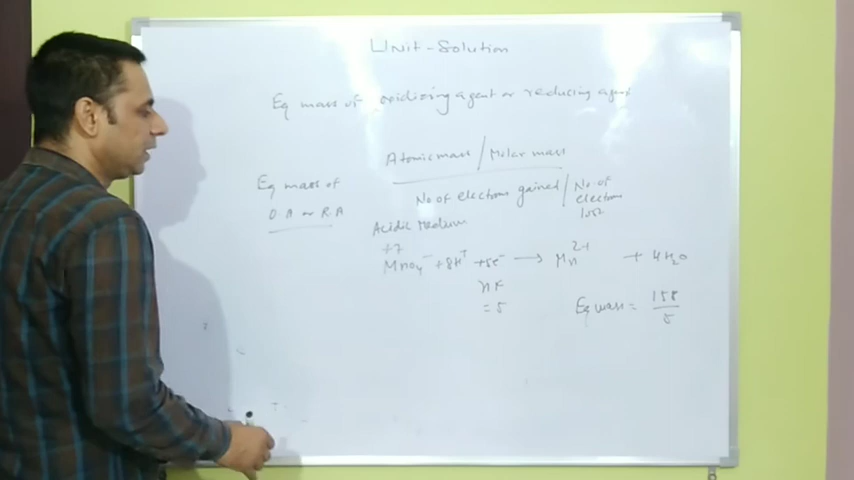 Unit-Solution
Eq mass of oxidizing agent or reducing agent
Eq mass of O A or R A
Atomic mass / Molar mass
No of electrons gained / No of electrons lost
Acidic Medium
+7
MnO4⁻ + 8H⁺ + 5e⁻ → Mn²⁺ + 4H2O
= 5
Eq mass = 158/5